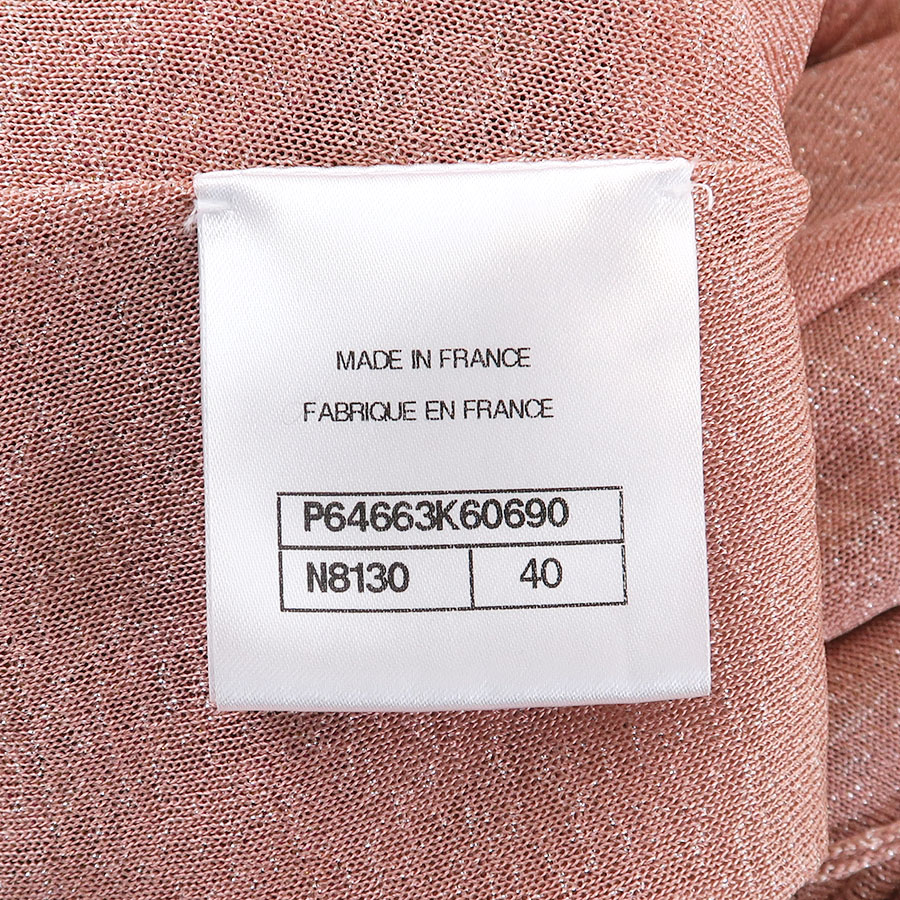 MADE IN FRANCE
FABRIQUE EN FRANCE
P64663K60690
N8130 40